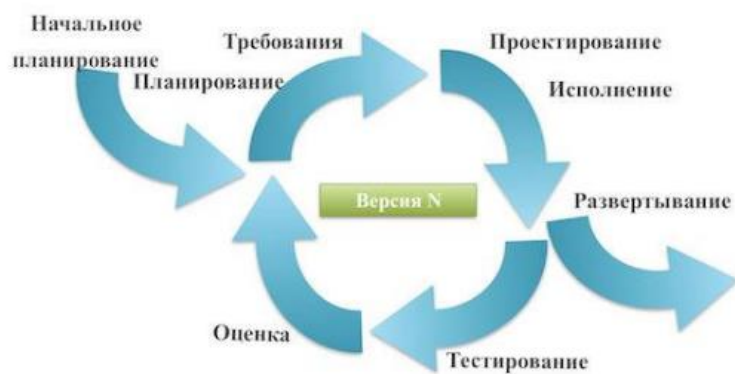 Начальное
планирование
Планирование
Требования
Проектирование
Исполнение
Версия N
Развертывание
Тестирование
Оценка